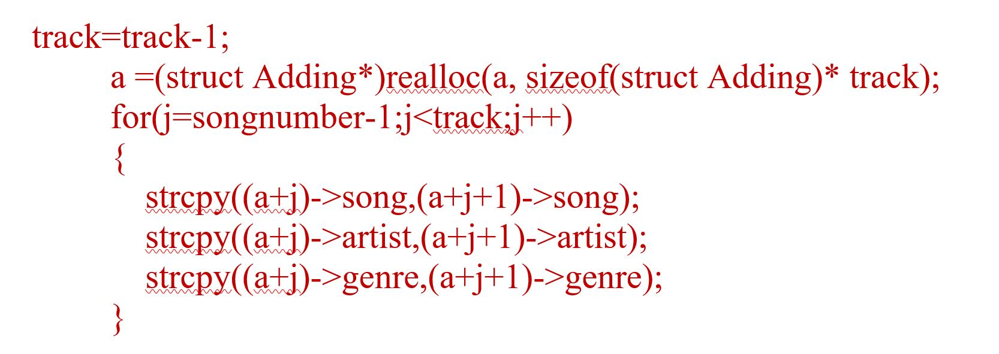 track=track-1;
a =(struct Adding*)realloc(a, sizeof(struct Adding)* track);
for(j=songnumber-1;j<track;j++)
{
strcpy((a+j)->song,(a+j+1)->song);
strcpy((a+j)->artist,(a+j+1)->artist);
strcpy((a+j)->genre,(a+j+1)->genre);
}